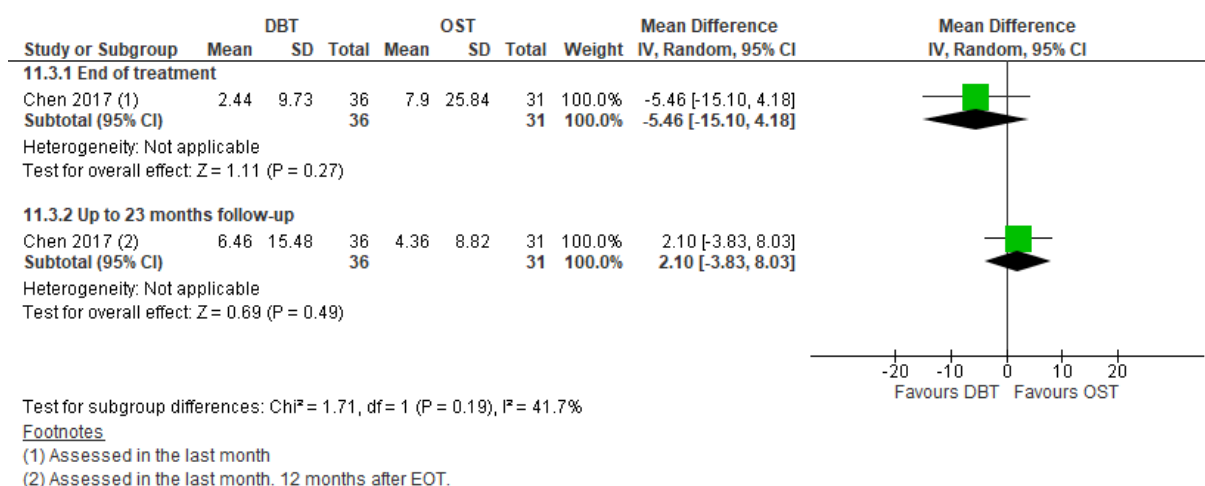 DBT OST Mean Difference Mean Difference
Study or Subgroup Mean SD Total Mean SD Total Weight IV, Random, 95% CI IV, Random, 95% CI
11.3.1 End of treatment
Chen 2017 (1) 2.44 9.73 36 7.9 25.84 31 100.0% -5.46 [-15.10, 4.18]
Subtotal (95% CI) 36 31 100.0% -5.46 [-15.10, 4.18]
Heterogeneity: Not applicable
Test for overall effect: Z = 1.11 (P = 0.27)
11.3.2 Up to 23 months follow-up
Chen 2017 (2) 6.46 15.48 36 4.36 8.82 31 100.0% 2.10 [-3.83, 8.03]
Subtotal (95% CI) 36 31 100.0% 2.10 [-3.83, 8.03]
Heterogeneity: Not applicable
Test for overall effect: Z = 0.69 (P = 0.49)
-20 -10 0 10 20
Favours DBT Favours OST
Test for subgroup differences: Chi² = 1.71, df = 1 (P = 0.19), I² = 41.7%
Footnotes
(1) Assessed in the last month
(2) Assessed in the last month. 12 months after EOT.